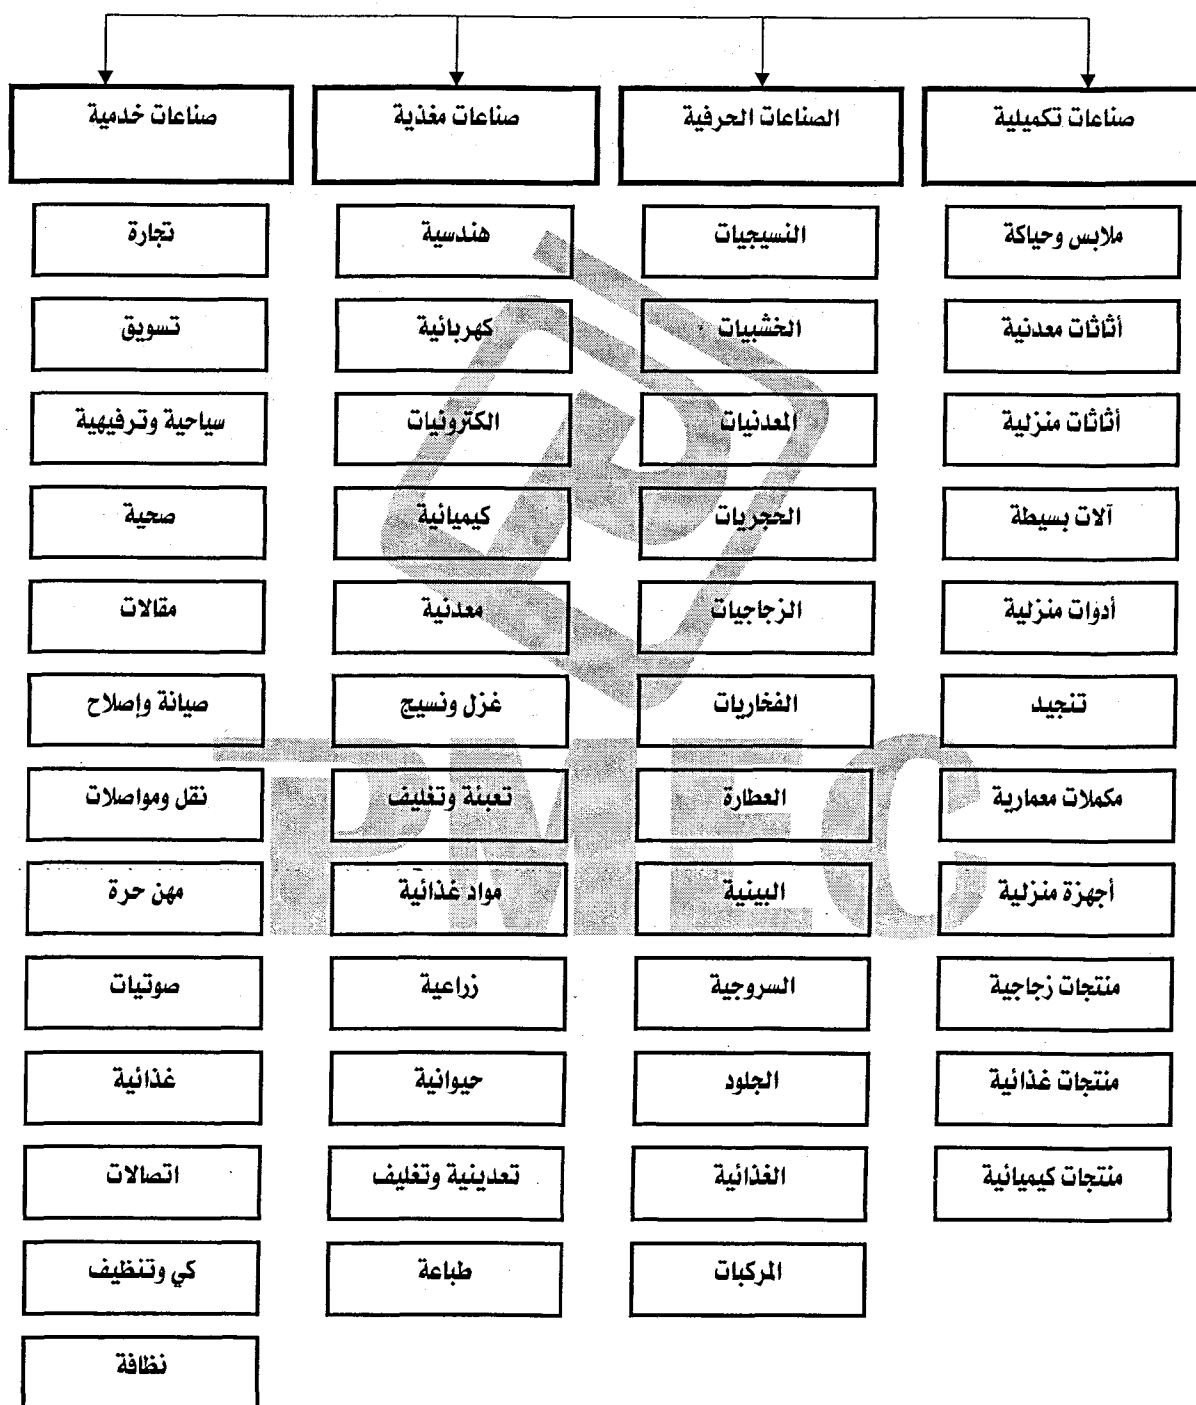 صناعات تكميلية
الصناعات الحرفية
صناعات مغذية
صناعات خدمية
ملابس وحياكة
النسيجيات
هندسية
تجارة
أثاثات معدنية
الخشبيات
كهربائية
تسويق
أثاثات منزلية
المعدنيات
الكترونيات
سياحية وترفيهية
آلات بسيطة
الحجريات
كيميائية
صحية
أدوات منزلية
الزجاجيات
معدنية
مقالات
تنجيد
الفخاريات
غزل ونسيج
صيانة وإصلاح
مكملات معمارية
العطارة
تعبئة وتغليف
نقل ومواصلات
أجهزة منزلية
البينية
مواد غذائية
مهن حرة
منتجات زجاجية
السروجية
زراعية
صوتيات
منتجات غذائية
الجلود
حيوانية
غذائية
منتجات كيميائية
الغذائية
تعدينية وتغليف
اتصالات
المركبات
طباعة
كي وتنظيف
نظافة
PMEC